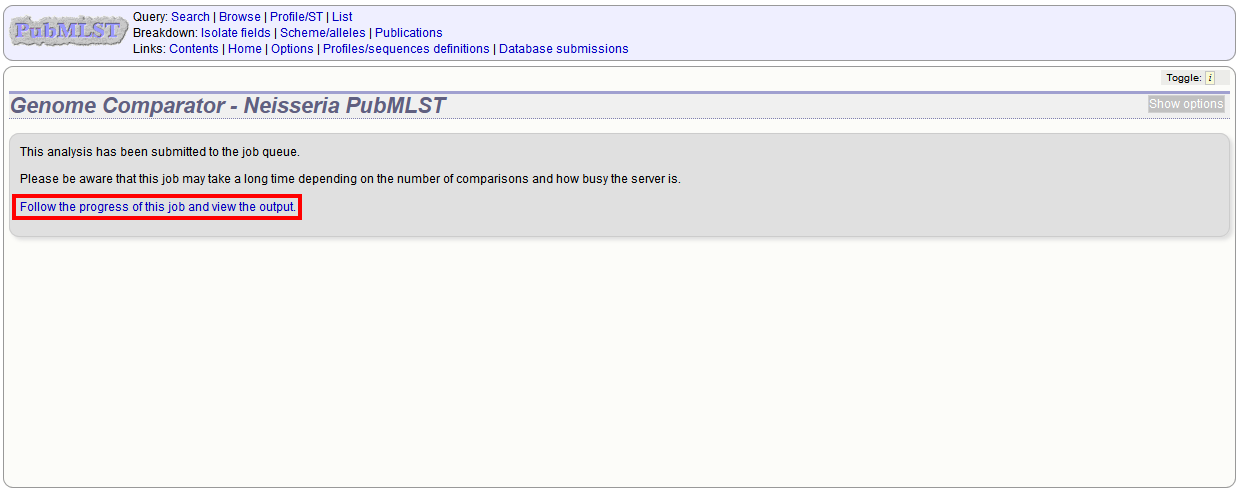 PubMLST
Query: Search | Browse | Profile/ST | List
Breakdown: Isolate fields | Scheme/alleles | Publications
Links: Contents | Home | Options | Profiles/sequences definitions | Database submissions
Toggle: i
Genome Comparator - Neisseria PubMLST
Show options
This analysis has been submitted to the job queue.
Please be aware that this job may take a long time depending on the number of comparisons and how busy the server is.
Follow the progress of this job and view the output.